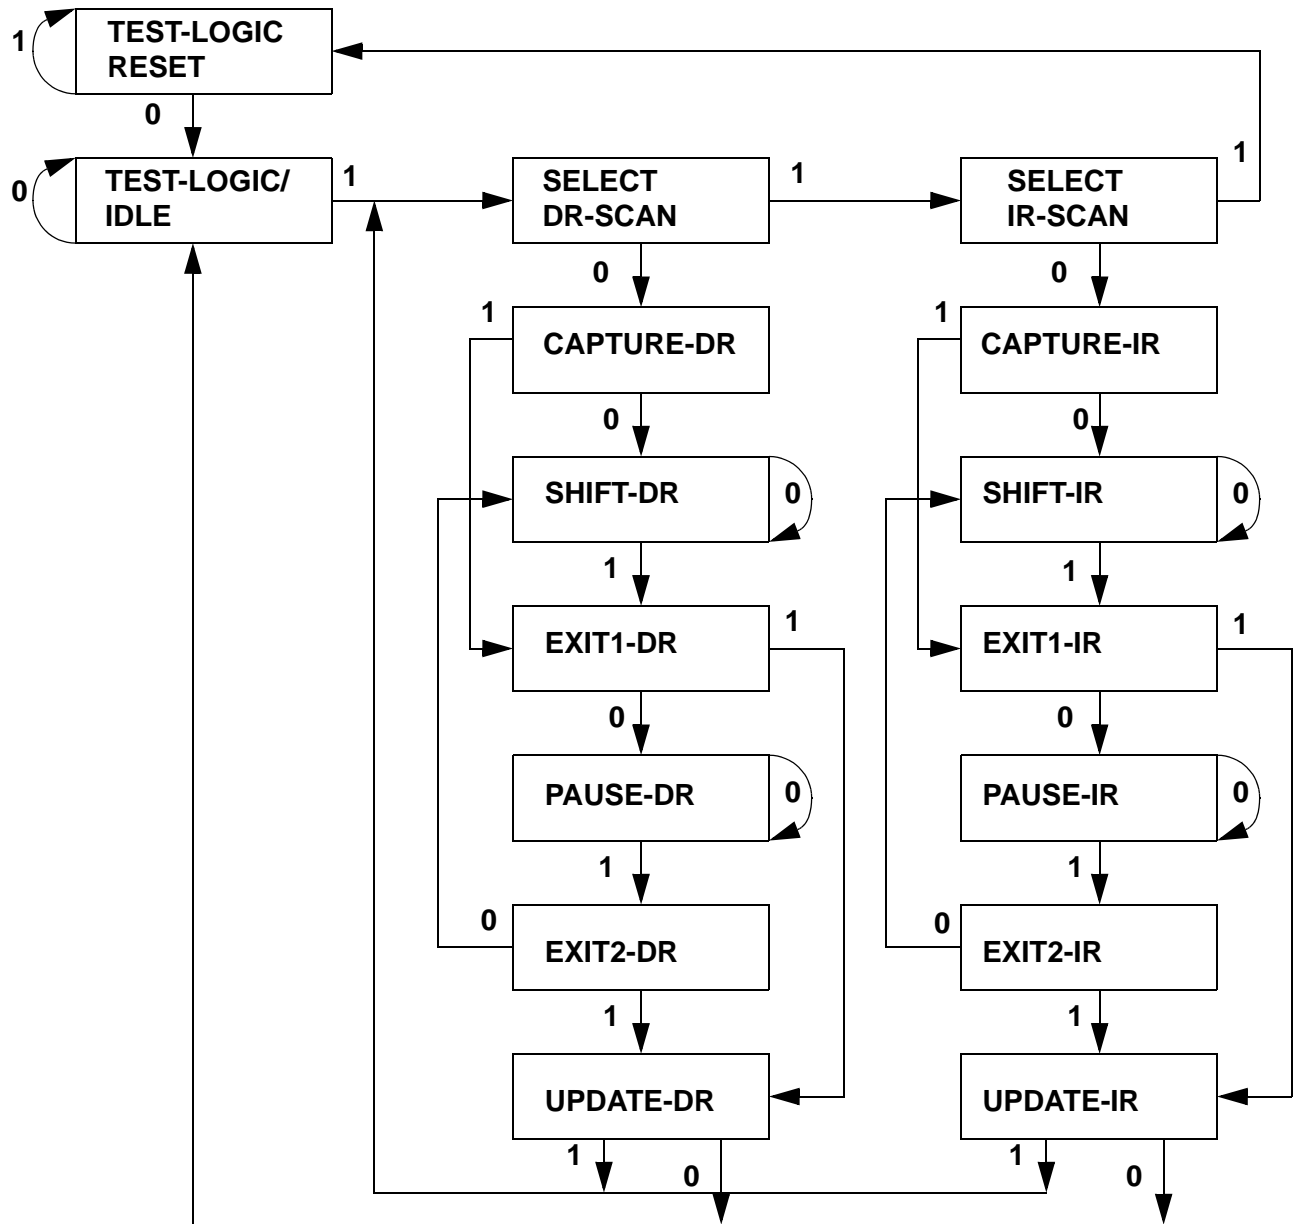 TEST-LOGIC
RESET
1
0
TEST-LOGIC/
IDLE
0
1
SELECT
DR-SCAN
1
SELECT
IR-SCAN
1
0
0
1
CAPTURE-DR
1
CAPTURE-IR
0
0
SHIFT-DR
0
SHIFT-IR
0
1
1
EXIT1-DR
1
EXIT1-IR
1
0
0
PAUSE-DR
0
PAUSE-IR
0
1
1
0
EXIT2-DR
0
EXIT2-IR
1
1
UPDATE-DR
UPDATE-IR
1
0
1
0